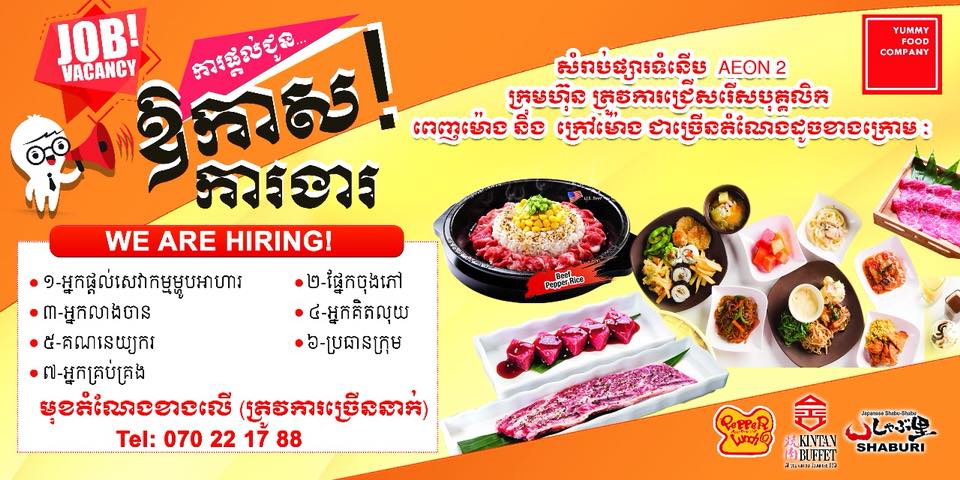 JOB!
VACANCY
ការផ្តល់ជូន...
ឱកាស!
ការងារ
YUMMY
FOOD
COMPANY
សំរាប់ផ្សារទំនើប AEON 2
ក្រុមហ៊ុន ត្រូវការជ្រើសរើសបុគ្គលិក
ពេញម៉ោង នឹង ក្រៅម៉ោង ជាច្រើនតំណែងដូចខាងក្រោម :
WE ARE HIRING!
១-អ្នកផ្តល់សេវាកម្មម្ហូបអាហារ
២-ផ្នែកចុងភៅ
៣-អ្នកលាងចាន
៤-អ្នកគិតលុយ
៥-គណនេយ្យករ
៦-ប្រធានក្រុម
៧-អ្នកគ្រប់គ្រង
មុខតំណែងខាងលើ (ត្រូវការច្រើននាក់)
Tel: 070 22 17 88
U.S. Beef
Beef
Pepper Rice
PePPeR
Lunch
KINTAN
BUFFET
Japanese Shabu-Shabu
しゃぶ里
SHABURI